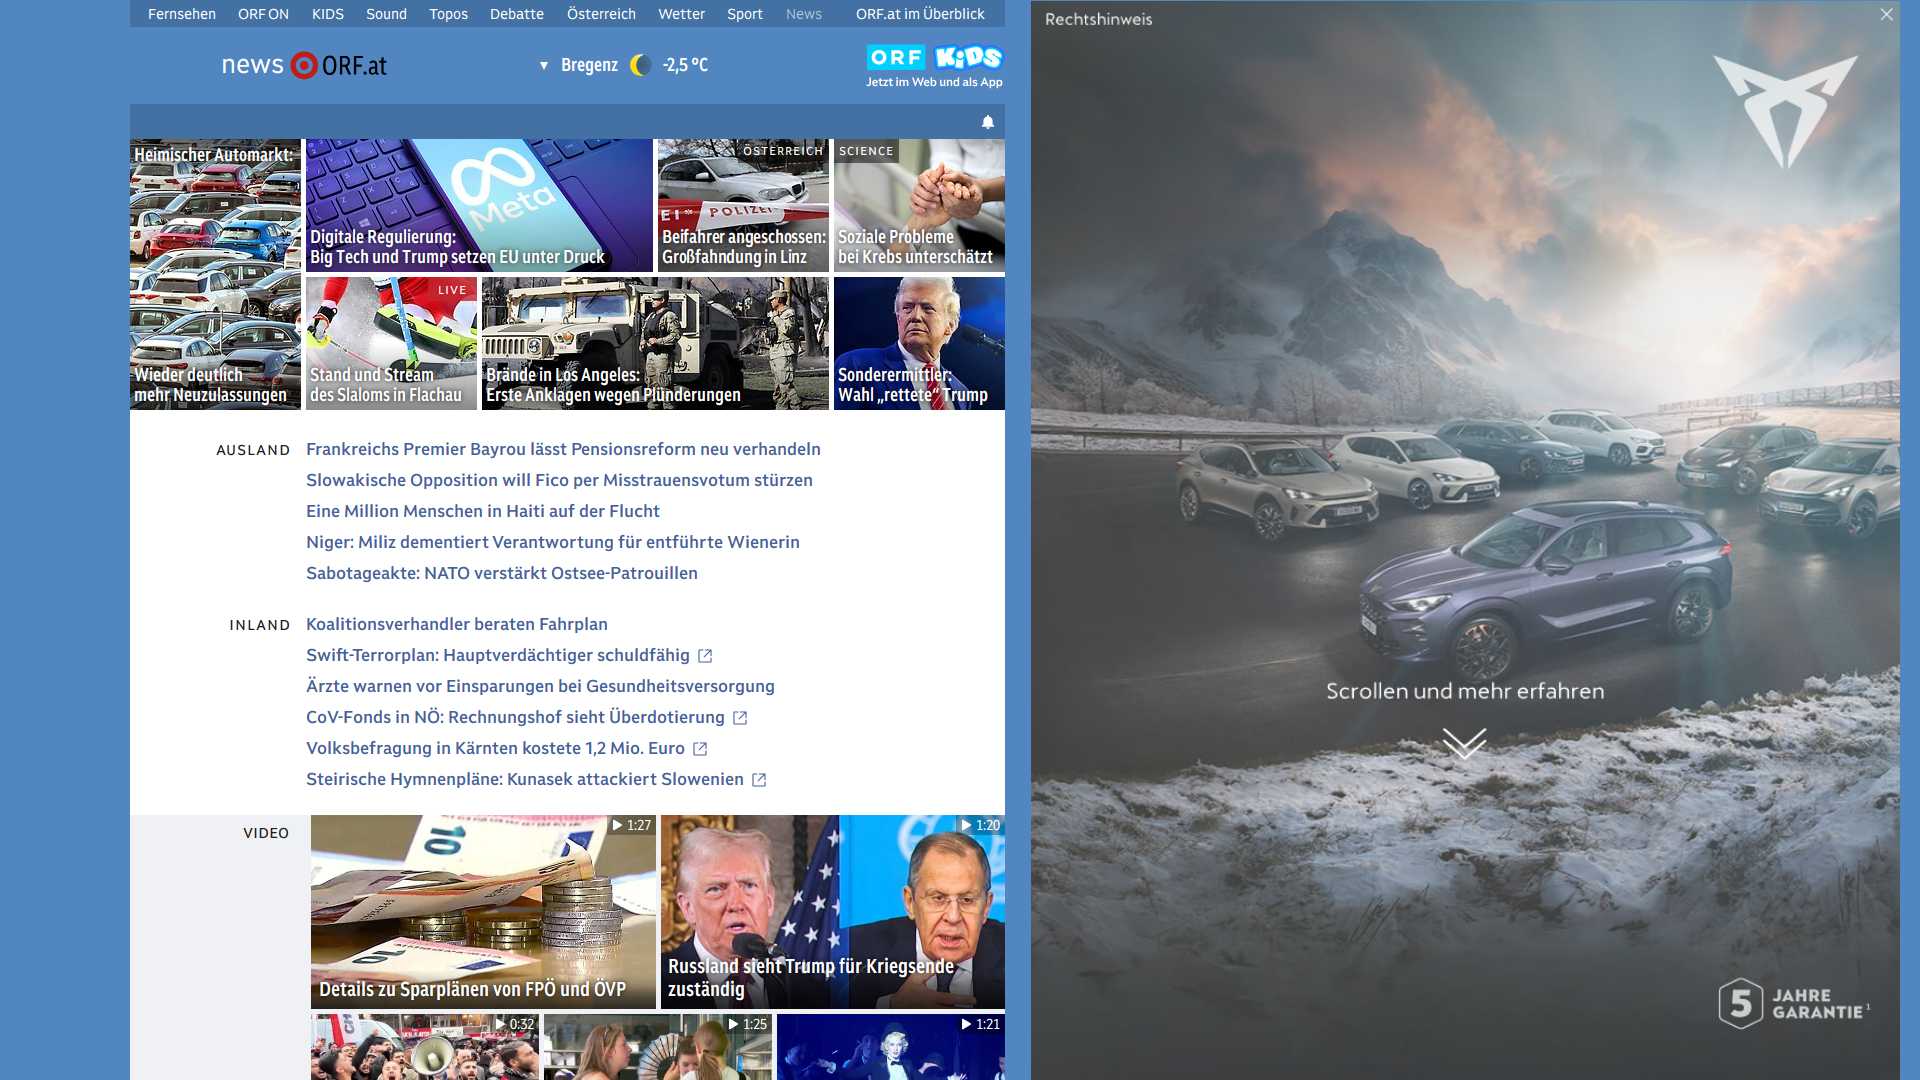 Fernsehen ORF ON KIDS Sound Topos Debatte Österreich Wetter Sport News ORF.at im Überblick
news ORF.at
Bregenz -2,5 °C
ORF KiDS
Jetzt im Web und als App
Heimischer Automarkt:
Wieder deutlich
mehr Neuzulassungen
Meta
Digitale Regulierung:
Big Tech und Trump setzen EU unter Druck
ÖSTERREICH
POLIZEI
Beifahrer angeschossen:
Großfahndung in Linz
SCIENCE
Soziale Probleme
bei Krebs unterschätzt
LIVE
Stand und Stream
des Slaloms in Flachau
Brände in Los Angeles:
Erste Anklagen wegen Plünderungen
Sonderermittler:
Wahl „rettete“ Trump
AUSLAND
Frankreichs Premier Bayrou lässt Pensionsreform neu verhandeln
Slowakische Opposition will Fico per Misstrauensvotum stürzen
Eine Million Menschen in Haiti auf der Flucht
Niger: Miliz dementiert Verantwortung für entführte Wienerin
Sabotageakte: NATO verstärkt Ostsee-Patrouillen
INLAND
Koalitionsverhandler beraten Fahrplan
Swift-Terrorplan: Hauptverdächtiger schuldfähig
Ärzte warnen vor Einsparungen bei Gesundheitsversorgung
CoV-Fonds in NÖ: Rechnungshof sieht Überdotierung
Volksbefragung in Kärnten kostete 1,2 Mio. Euro
Steirische Hymnenpläne: Kunasek attackiert Slowenien
VIDEO
1:27
10
10
Details zu Sparplänen von FPÖ und ÖVP
1:20
Russland sieht Trump für Kriegsende
zuständig
0:32
1:25
1:21
Rechtshinweis
Scrollen und mehr erfahren
5 JAHRE
GARANTIE¹